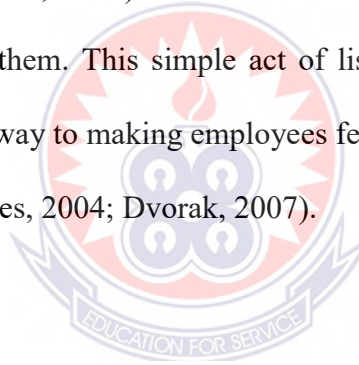 them. This simple act of lis
way to making employees fe
es, 2004; Dvorak, 2007).
EDUCATION FOR SERVICE